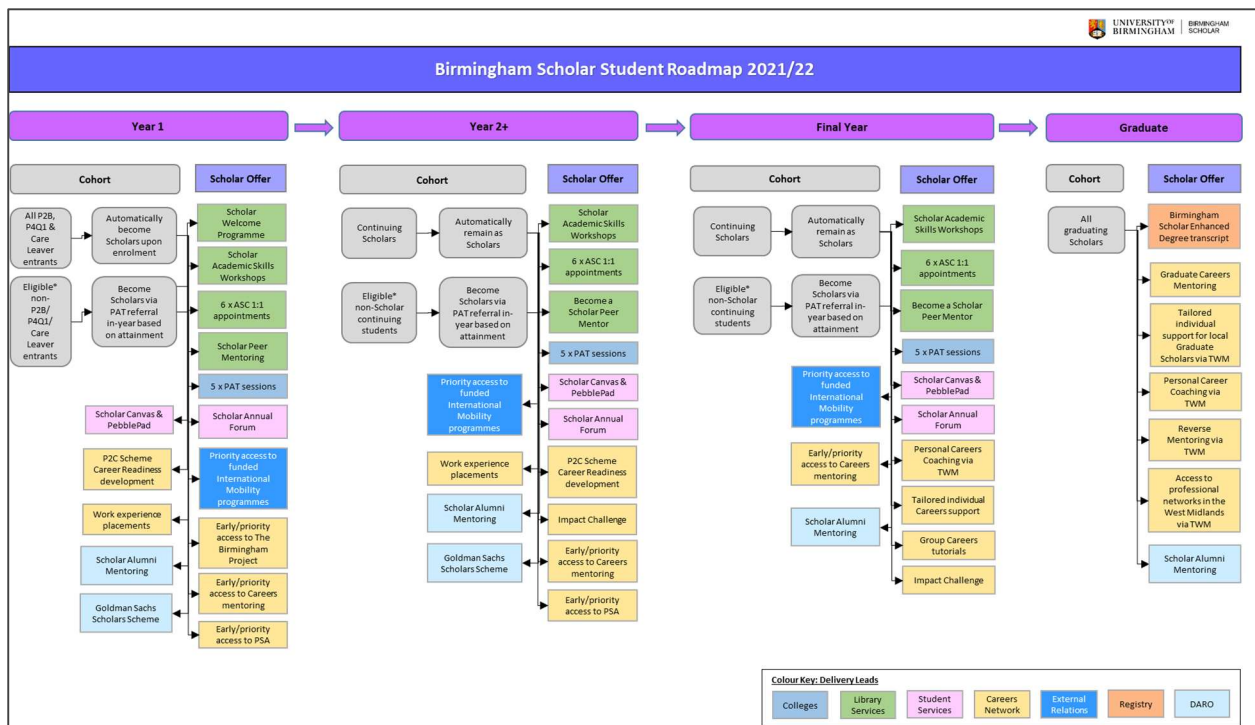 UNIVERSITY OF
BIRMINGHAM
BIRMINGHAM
SCHOLAR
Birmingham Scholar Student Roadmap 2021/22
Year 1
Year 2+
Final Year
Graduate
Cohort
Scholar Offer
All P2B,
P4Q1 &
Care
Leaver
entrants
Automatically
become
Scholars upon
enrolment
Eligible*
non-
P2B/
P4Q1/
Care
Leaver
entrants
Become
Scholars via
PAT referral
in-year based
on attainment
Scholar
Welcome
Programme
Scholar
Academic Skills
Workshops
6 x ASC 1:1
appointments
Scholar Peer
Mentoring
5 x PAT sessions
Scholar Canvas &
PebblePad
Scholar Annual
Forum
P2C Scheme
Career Readiness
development
Priority access to
funded
International
Mobility
programmes
Work experience
placements
Early/priority
access to The
Birmingham
Project
Scholar Alumni
Mentoring
Early/priority
access to Careers
mentoring
Goldman Sachs
Scholars Scheme
Early/priority
access to PSA
Cohort
Scholar Offer
Continuing
Scholars
Automatically
remain as
Scholars
Eligible*
non-Scholar
continuing
students
Become
Scholars via
PAT referral in-
year based on
attainment
Scholar
Academic Skills
Workshops
6 x ASC 1:1
appointments
Become a
Scholar Peer
Mentor
5 x PAT sessions
Priority access to
funded
International
Mobility
programmes
Scholar Canvas &
PebblePad
Scholar Annual
Forum
Work experience
placements
P2C Scheme
Career Readiness
development
Scholar Alumni
Mentoring
Impact Challenge
Goldman Sachs
Scholars Scheme
Early/priority
access to Careers
mentoring
Early/priority
access to PSA
Cohort
Scholar Offer
Continuing
Scholars
Automatically
remain as
Scholars
Eligible*
non-Scholar
continuing
students
Become
Scholars via
PAT referral in-
year based on
attainment
Scholar Academic
Skills Workshops
6 x ASC 1:1
appointments
Become a Scholar
Peer Mentor
5 x PAT sessions
Priority access to
funded
International
Mobility
programmes
Scholar Canvas &
PebblePad
Scholar Annual
Forum
Early/priority
access to Careers
mentoring
Personal Careers
Coaching via
TWM
Scholar Alumni
Mentoring
Tailored individual
Careers support
Group Careers
tutorials
Impact Challenge
Cohort
Scholar Offer
All
graduating
Scholars
Birmingham
Scholar Enhanced
Degree transcript
Graduate Careers
Mentoring
Tailored
individual
support for local
Graduate
Scholars via TWM
Personal Career
Coaching via
TWM
Reverse
Mentoring via
TWM
Access to
professional
networks in the
West Midlands
via TWM
Scholar Alumni
Mentoring
Colour Key: Delivery Leads
Colleges
Library
Services
Student
Services
Careers
Network
External
Relations
Registry
DARO